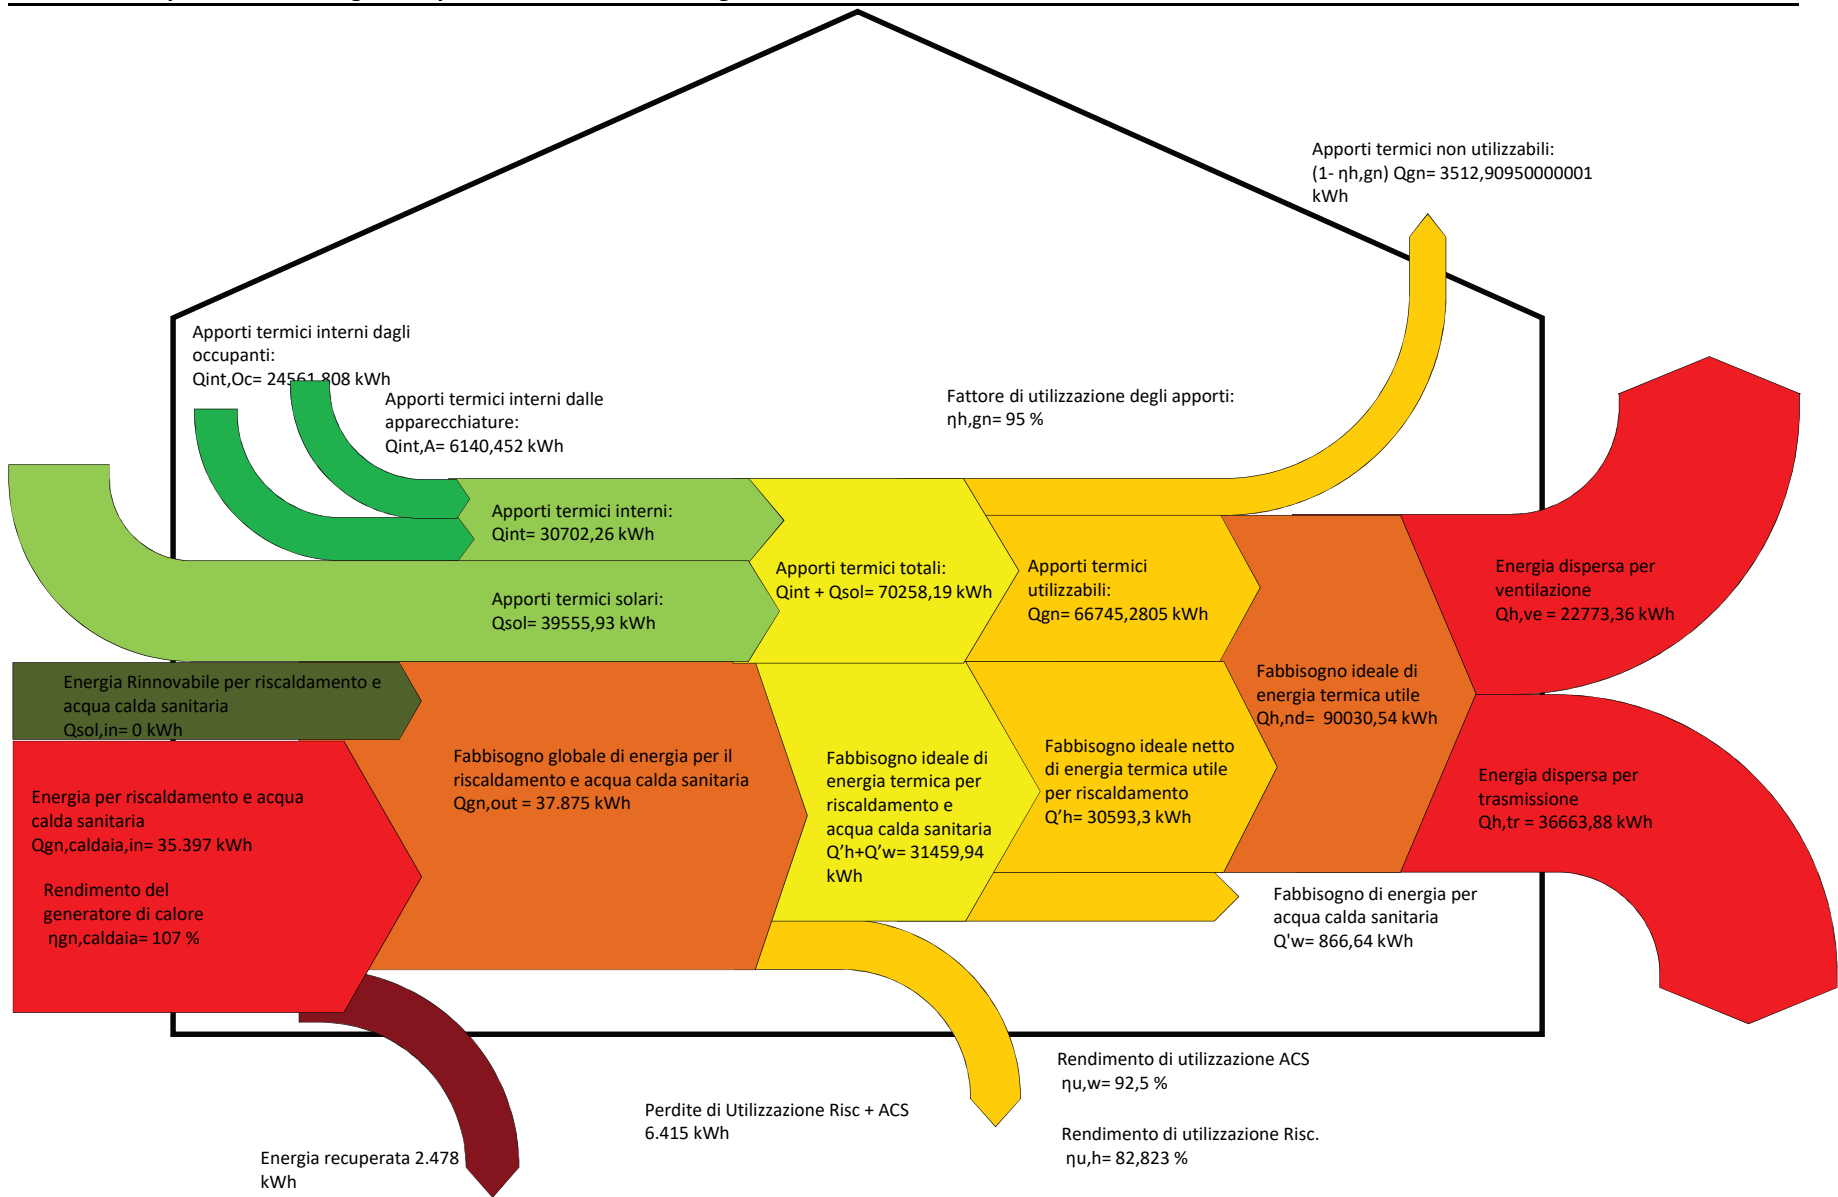 Apporti termici non utilizzabili:
(1- ηh,gn) Qgn= 3512,90950000001
kWh
Apporti termici interni dagli
occupanti:
Qint,Oc= 24561,808 kWh
Apporti termici interni dalle
apparecchiature:
Qint,A= 6140,452 kWh
Fattore di utilizzazione degli apporti:
ηh,gn= 95 %
Apporti termici interni:
Qint= 30702,26 kWh
Apporti termici solari:
Qsol= 39555,93 kWh
Apporti termici totali:
Qint + Qsol= 70258,19 kWh
Apporti termici
utilizzabili:
Qgn= 66745,2805 kWh
Energia dispersa per
ventilazione
Qh,ve = 22773,36 kWh
Energia Rinnovabile per riscaldamento e
acqua calda sanitaria
Qsol,in= 0 kWh
Fabbisogno globale di energia per il
riscaldamento e acqua calda sanitaria
Qgn,out = 37.875 kWh
Fabbisogno ideale di
energia termica per
riscaldamento e
acqua calda sanitaria
Q’h+Q’w= 31459,94
kWh
Fabbisogno ideale netto
di energia termica utile
per riscaldamento
Q’h= 30593,3 kWh
Fabbisogno ideale di
energia termica utile
Qh,nd=  90030,54 kWh
Energia dispersa per
trasmissione
Qh,tr = 36663,88 kWh
Energia per riscaldamento e acqua
calda sanitaria
Qgn,caldaia,in= 35.397 kWh
Rendimento del
generatore di calore
ηgn,caldaia= 107 %
Fabbisogno di energia per
acqua calda sanitaria
Q'w= 866,64 kWh
Rendimento di utilizzazione ACS
ηu,w= 92,5 %
Perdite di Utilizzazione Risc + ACS
6.415 kWh
Rendimento di utilizzazione Risc.
ηu,h= 82,823 %
Energia recuperata 2.478
kWh